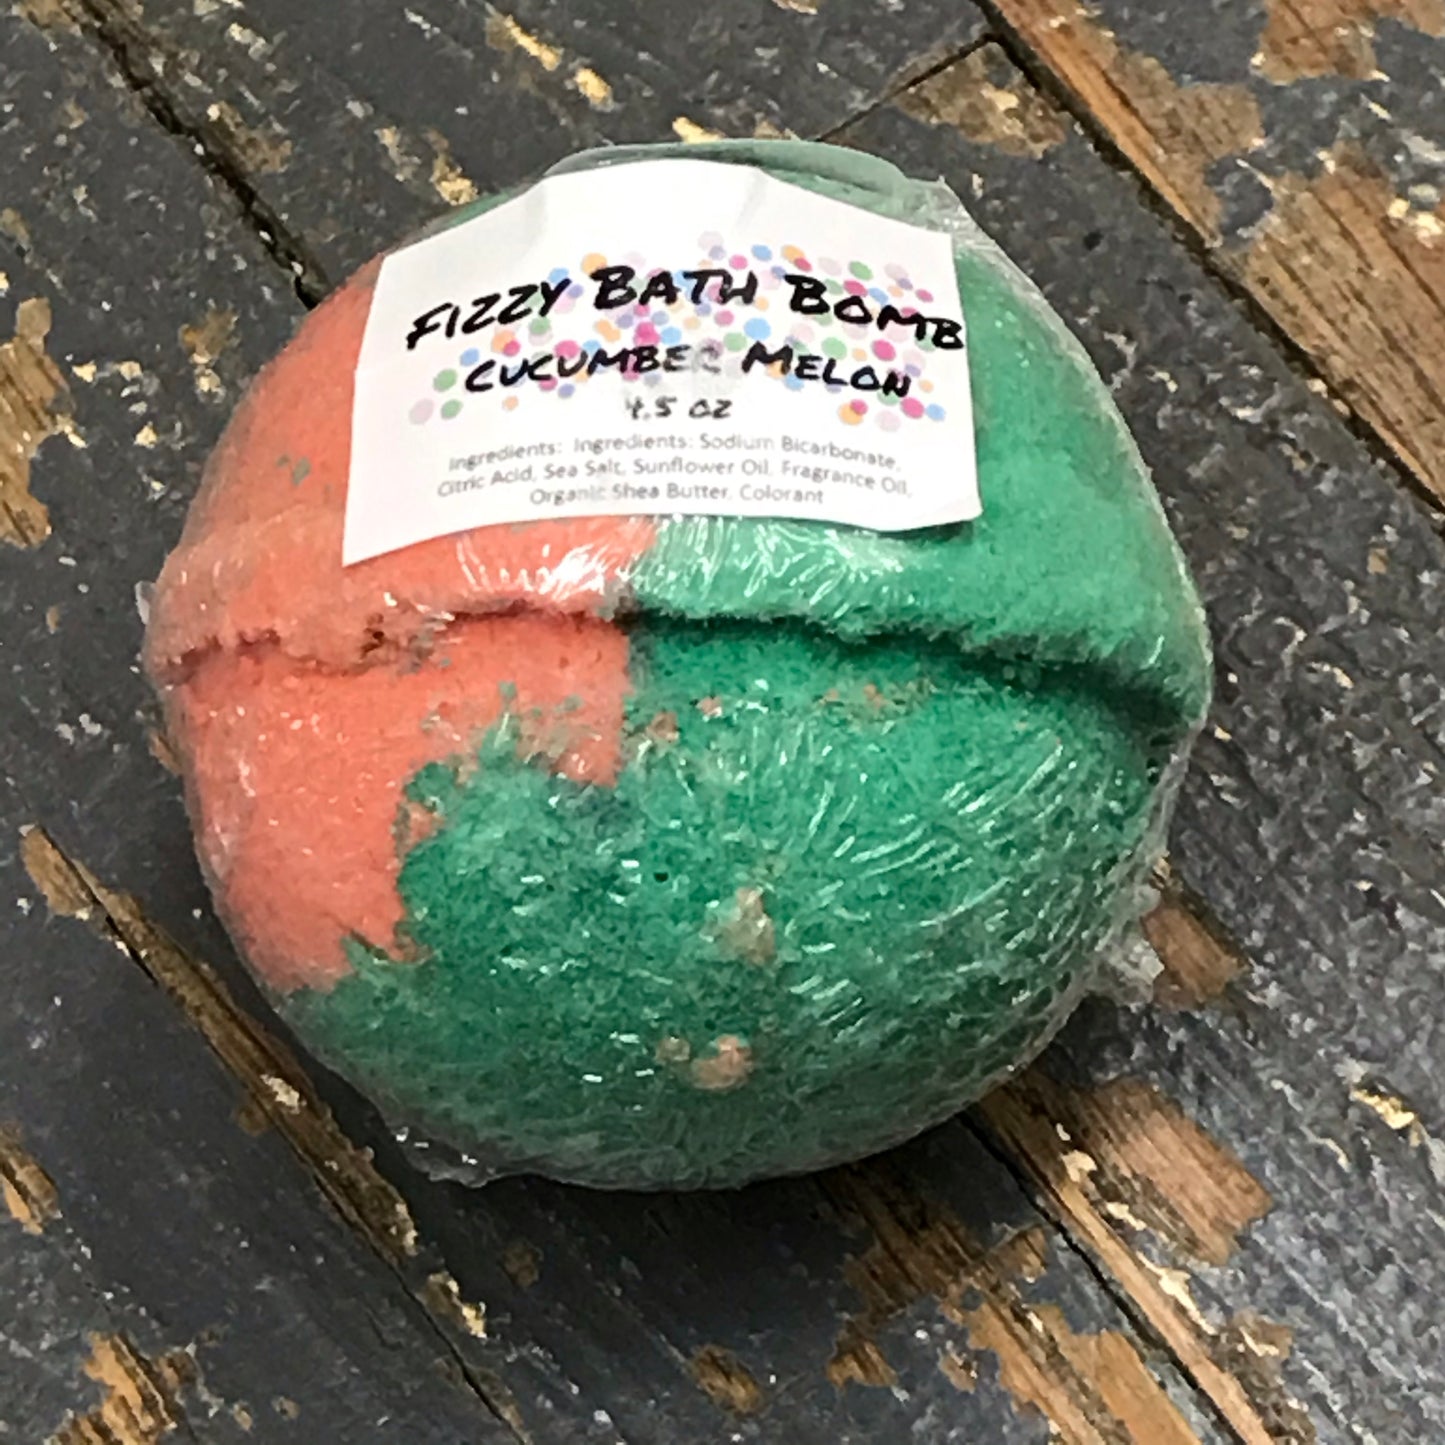 Fizzy Bath Bomb
Cucumber Melon
4.5 oz
Ingredients: Ingredients: Sodium Bicarbonate,
Citric Acid, Sea Salt, Sunflower Oil, Fragrance Oil,
Organic Shea Butter, Colorant